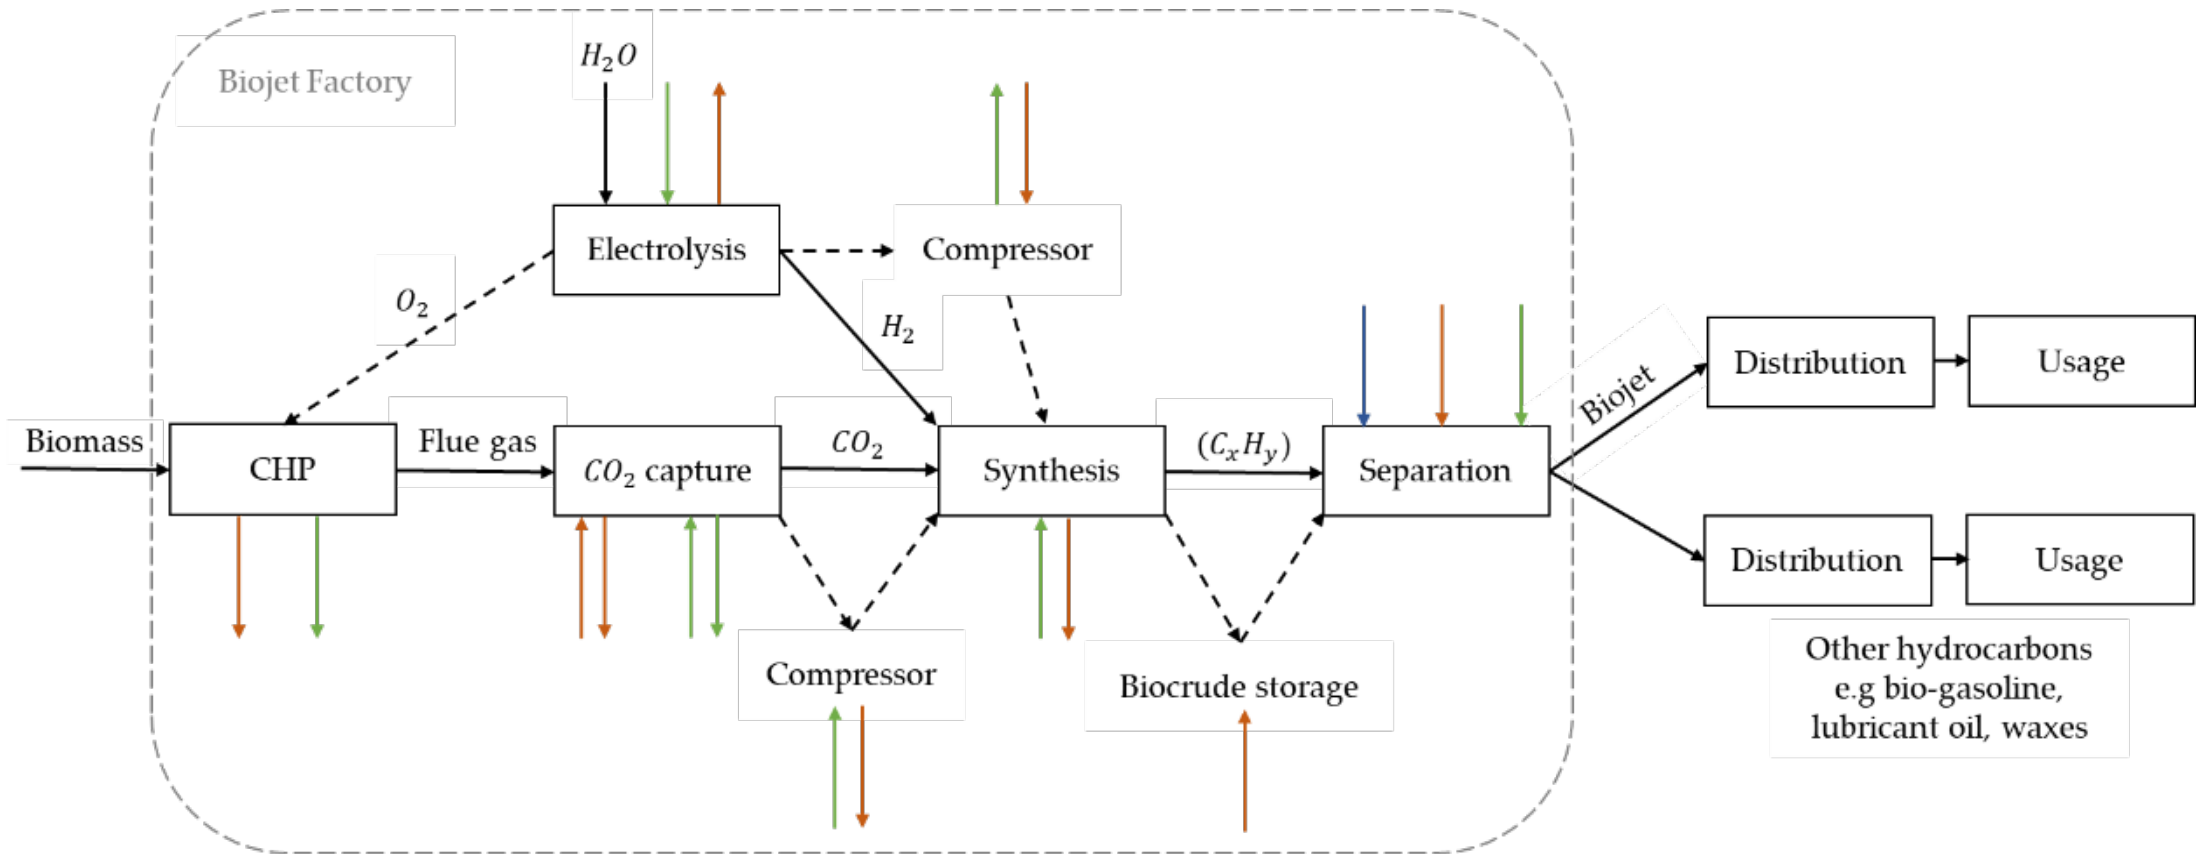 Biojet Factory
H₂O
Electrolysis
Compressor
O₂
H₂
Biomass
CHP
Flue gas
CO₂ capture
CO₂
Synthesis
(CₓHᵧ)
Separation
Biojet
Distribution
Usage
Distribution
Usage
Compressor
Biocrude storage
Other hydrocarbons
e.g bio-gasoline,
lubricant oil, waxes